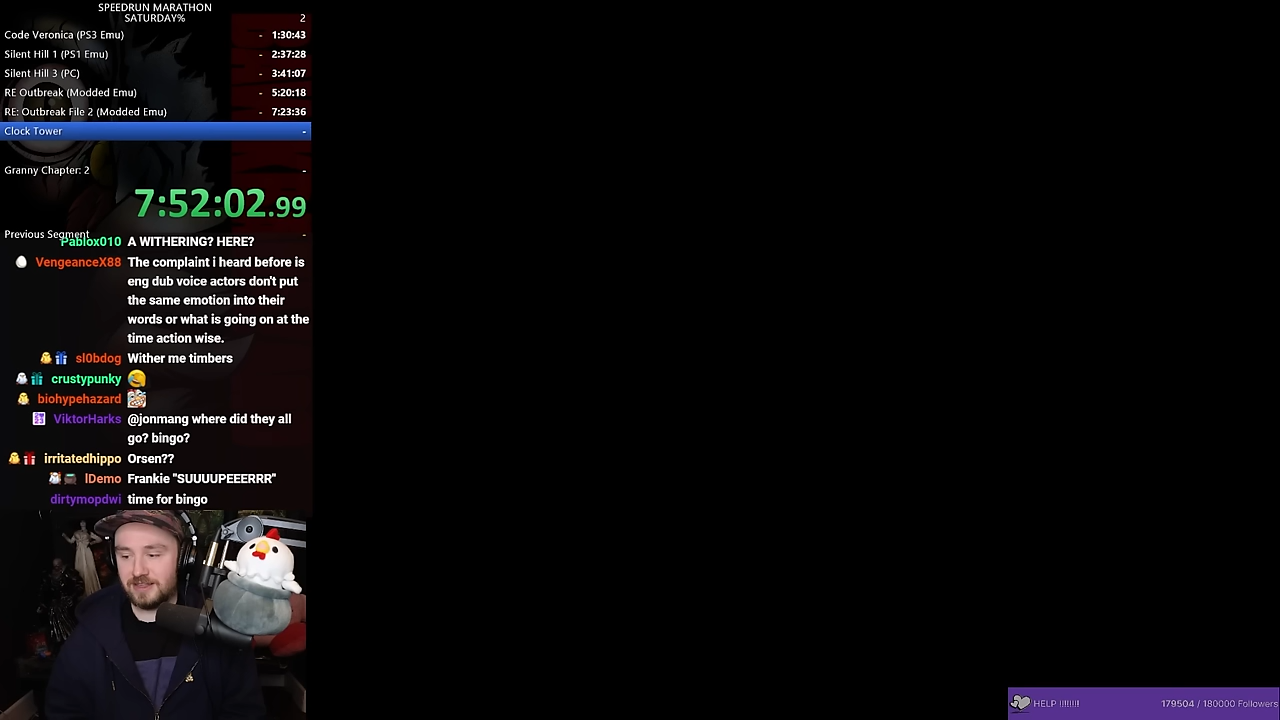 SPEEDRUN MARATHON
SATURDAY% 2
Code Veronica (PS3 Emu) - 1:30:43
Silent Hill 1 (PS1 Emu) - 2:37:28
Silent Hill 3 (PC) - 3:41:07
RE Outbreak (Modded Emu) - 5:20:18
RE: Outbreak File 2 (Modded Emu) - 7:23:36
Clock Tower -
Granny Chapter: 2 -
7:52:02.99
Previous Segment -
Pablox010 A WITHERING? HERE?
VengeanceX88 The complaint i heard before is
eng dub voice actors don't put
the same emotion into their
words or what is going on at the
time action wise.
sl0bdog Wither me timbers
crustypunky
biohypehazard
ViktorHarks @jonmang where did they all
go? bingo?
irritatedhippo Orsen??
lDemo Frankie "SUUUUPEEERRR"
dirtymopdwi time for bingo
HELP !!!!!!! 179504 / 180000 Followers